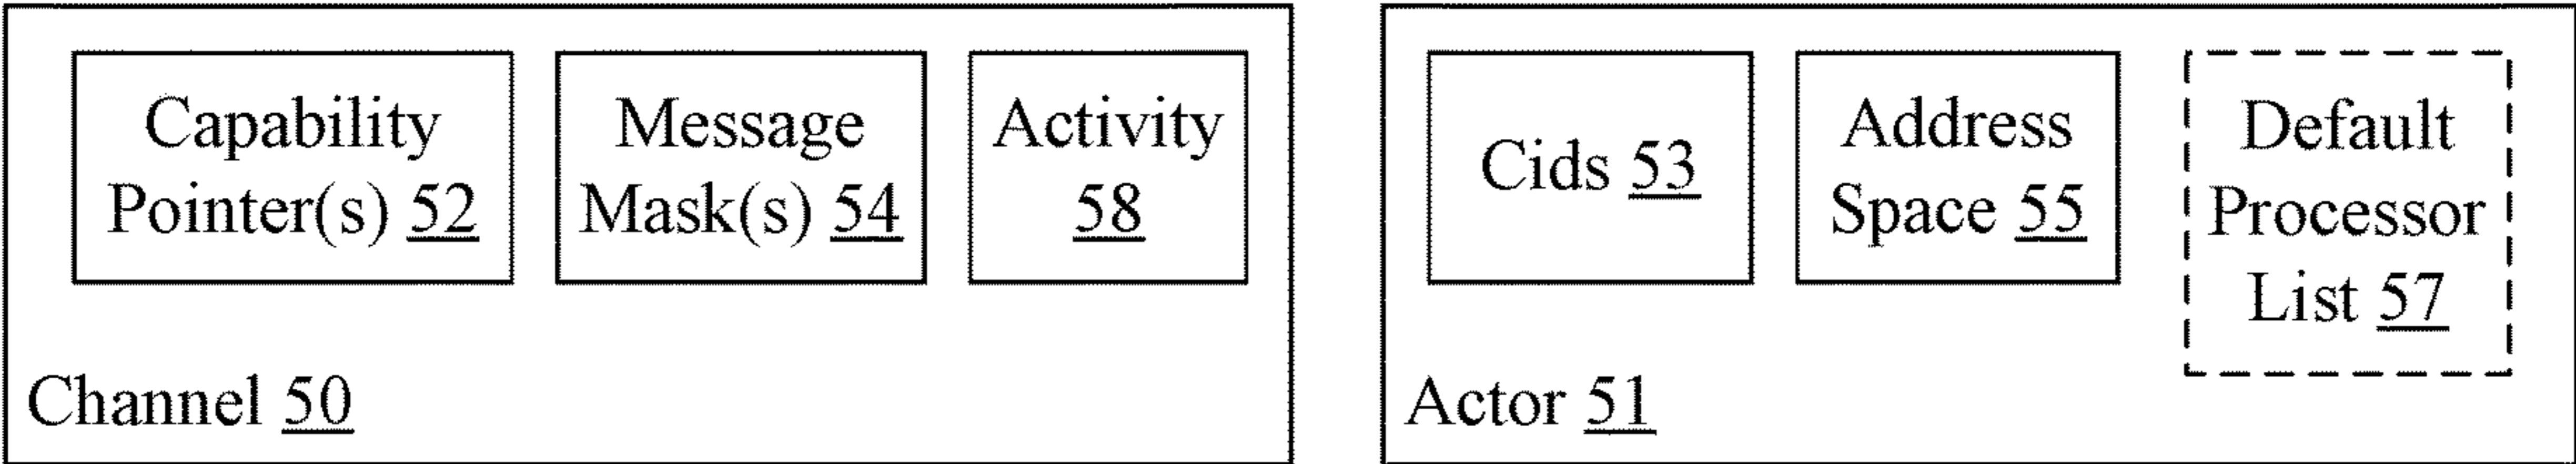 Capability
Pointer(s) 52
Message
Mask(s) 54
Activity
58
Channel 50
Cids 53
Address
Space 55
Default
Processor
List 57
Actor 51